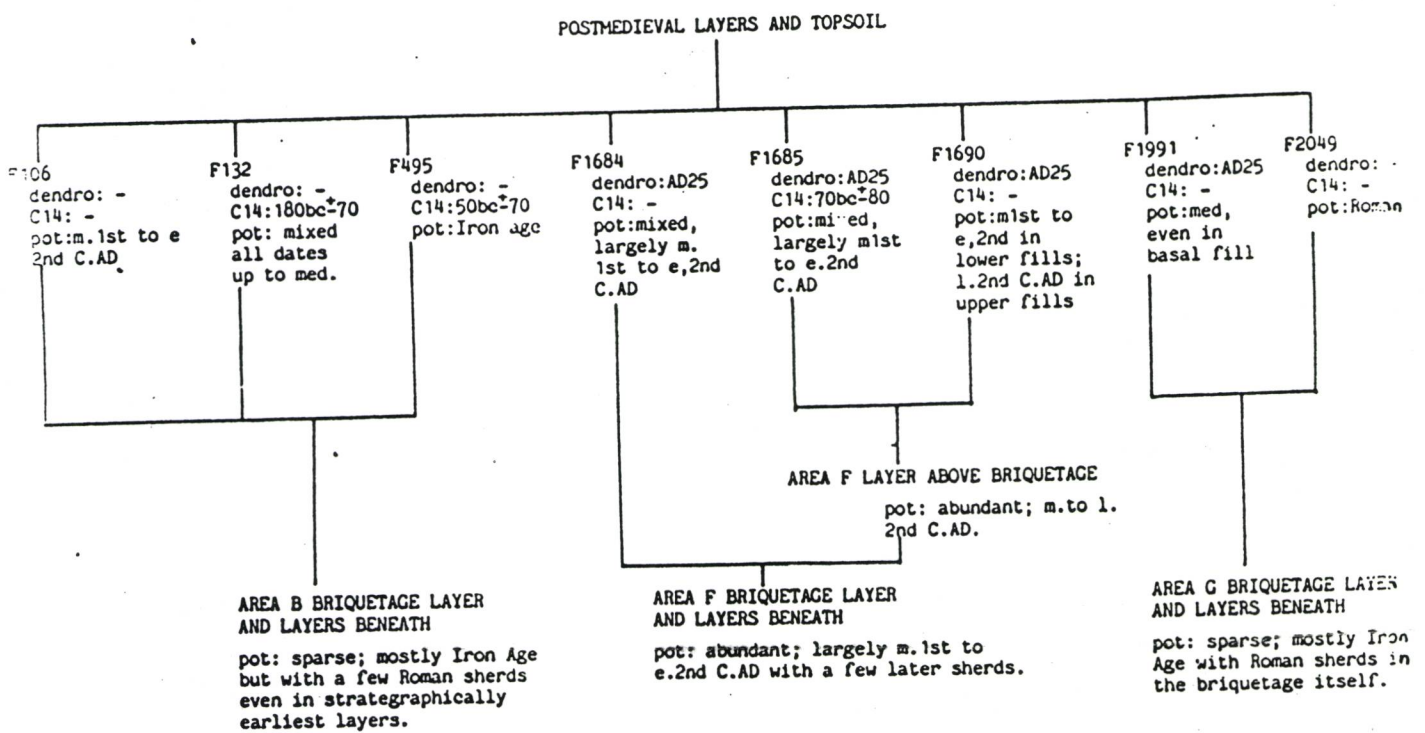 POSTMEDIEVAL LAYERS AND TOPSOIL
F106
dendro: -
C14: -
pot:m.1st to e
2nd C.AD
F132
dendro: -
C14:180bc±70
pot: mixed
all dates
up to med.
F495
dendro: -
C14:50bc±70
pot:Iron age
F1684
dendro:AD25
C14: -
pot:mixed,
largely m.
1st to e,2nd
C.AD
F1685
dendro:AD25
C14:70bc±80
pot:mixed,
largely m1st
to e.2nd
C.AD
F1690
dendro:AD25
C14: -
pot:m1st to
e,2nd in
lower fills;
l.2nd C.AD in
upper fills
F1991
dendro:AD25
C14: -
pot:med,
even in
basal fill
F2049
dendro: -
C14: -
pot:Roman
AREA F LAYER ABOVE BRIQUETAGE
pot: abundant; m.to l.
2nd C.AD.
AREA B BRIQUETAGE LAYER
AND LAYERS BENEATH
pot: sparse; mostly Iron Age
but with a few Roman sherds
even in strategraphically
earliest layers.
AREA F BRIQUETAGE LAYER
AND LAYERS BENEATH
pot: abundant; largely m.1st to
e.2nd C.AD with a few later sherds.
AREA G BRIQUETAGE LAYER
AND LAYERS BENEATH
pot: sparse; mostly Iron
Age with Roman sherds in
the briquetage itself.